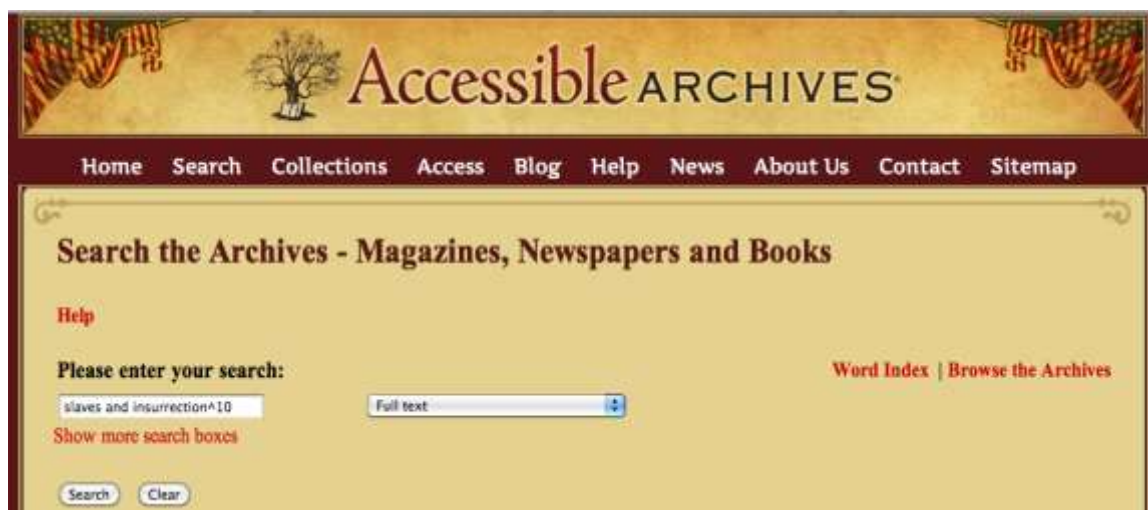 Accessible ARCHIVES
Home Search Collections Access Blog Help News About Us Contact Sitemap
Search the Archives - Magazines, Newspapers and Books
Help
Please enter your search:
Word Index | Browse the Archives
slaves and insurrection^10 Full text
Show more search boxes
Search Clear